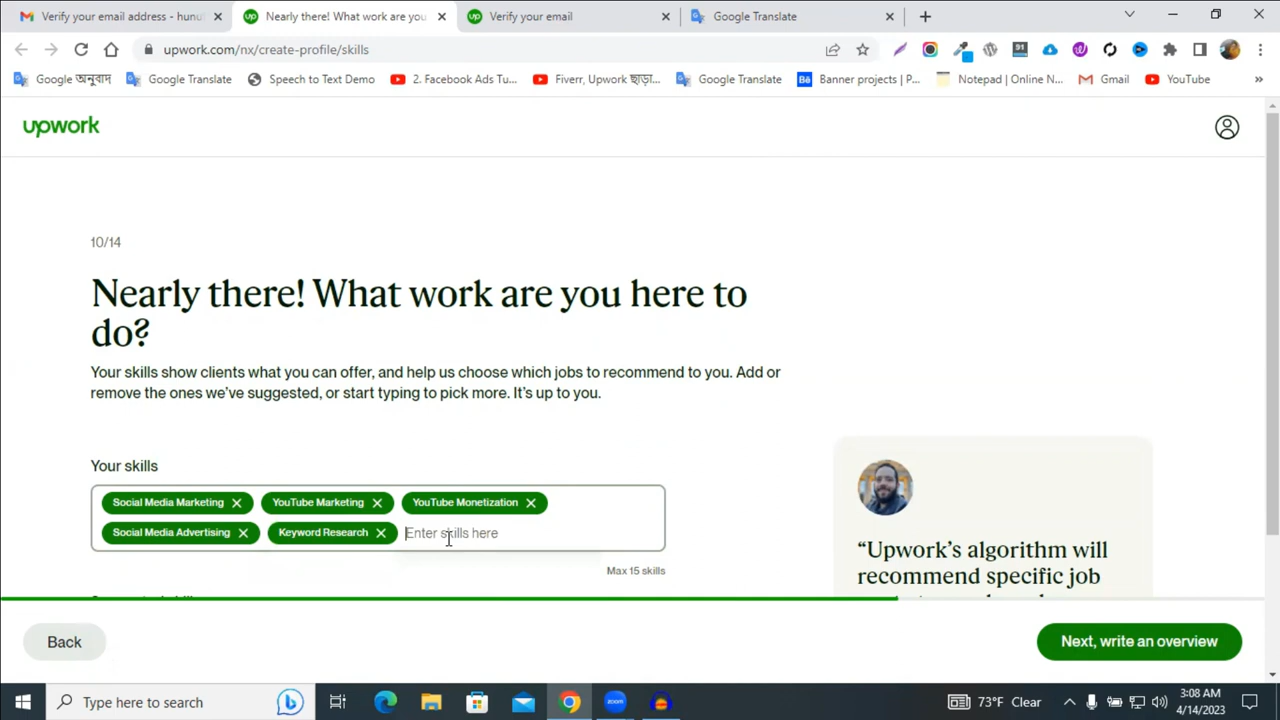 Verify your email address - hunu
Nearly there! What work are you
Verify your email
Google Translate
upwork.com/nx/create-profile/skills
91
Google অনুবাদ
Google Translate
Speech to Text Demo
2. Facebook Ads Tu...
Fiverr, Upwork ছাড়া...
Google Translate
Banner projects | P...
Notepad | Online N...
Gmail
YouTube
upwork
10/14
Nearly there! What work are you here to
do?
Your skills show clients what you can offer, and help us choose which jobs to recommend to you. Add or
remove the ones we've suggested, or start typing to pick more. It's up to you.
Your skills
Social Media Marketing
YouTube Marketing
YouTube Monetization
Social Media Advertising
Keyword Research
Enter skills here
Max 15 skills
"Upwork's algorithm will
recommend specific job
Back
Next, write an overview
Type here to search
zoom
73°F Clear
3:08 AM
4/14/2023